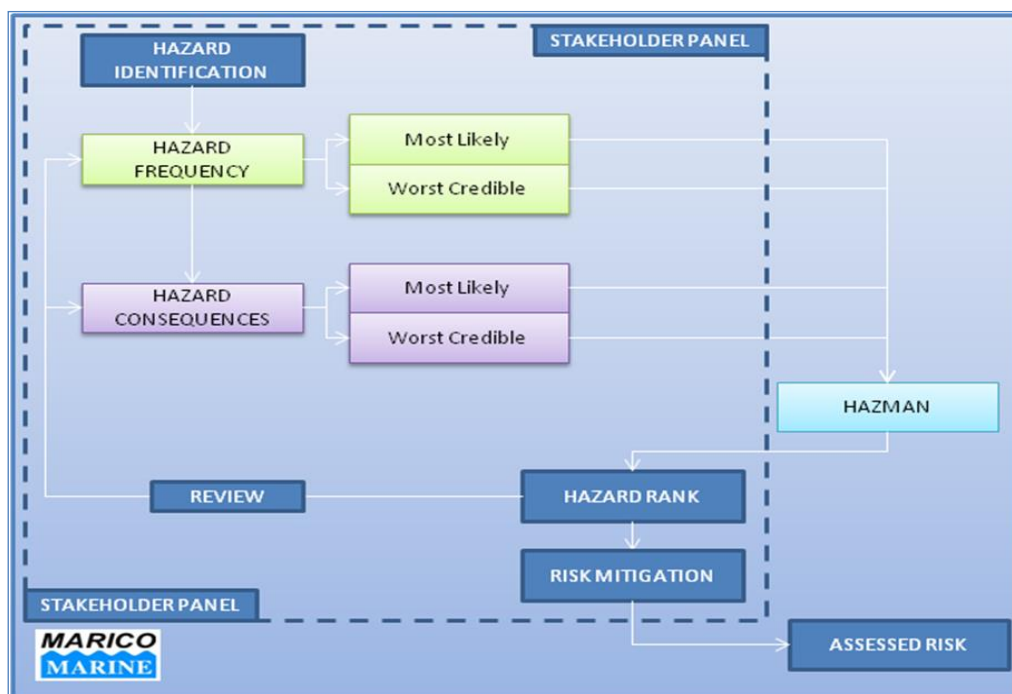 STAKEHOLDER PANEL
HAZARD
IDENTIFICATION
HAZARD
FREQUENCY
Most Likely
Worst Credible
HAZARD
CONSEQUENCES
Most Likely
Worst Credible
HAZMAN
REVIEW
HAZARD RANK
RISK MITIGATION
STAKEHOLDER PANEL
MARICO
MARINE
ASSESSED RISK